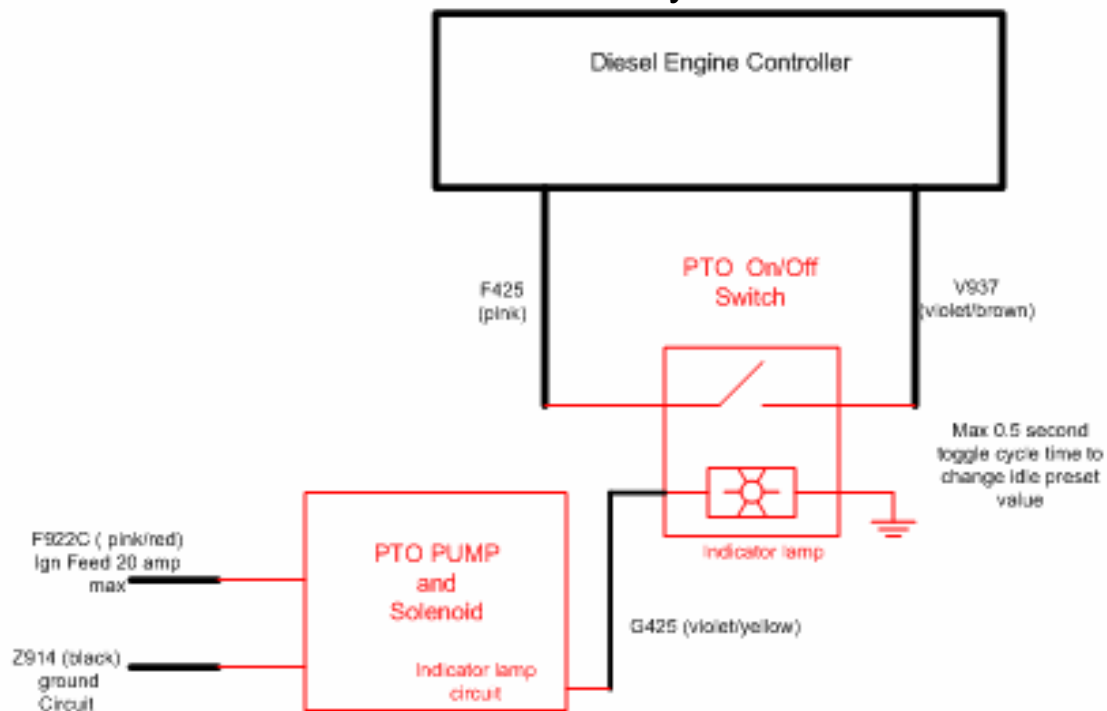 Diesel Engine Controller
F425
(pink)
PTO On/Off
Switch
V937
(violet/brown)
Max 0.5 second
toggle cycle time to
change idle preset
value
Indicator lamp
F922C ( pink/red)
Ign Feed 20 amp
max
PTO PUMP
and
Solenoid
G425 (violet/yellow)
Z914 (black)
ground
Circuit
Indicator lamp
circuit